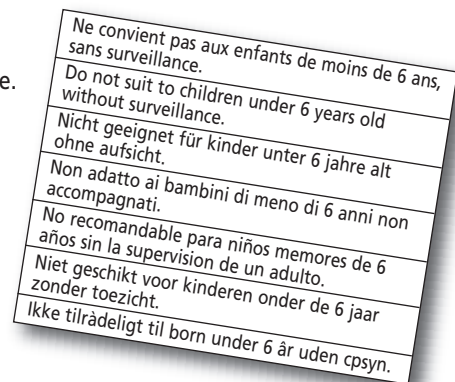 e.
Ne convient pas aux enfants de moins de 6 ans,
sans surveillance.
Do not suit to children under 6 years old
without surveillance.
Nicht geeignet für kinder unter 6 jahre alt
ohne aufsicht.
Non adatto ai bambini di meno di 6 anni non
accompagnati.
No recomandable para niños memores de 6
años sin la supervision de un adulto.
Niet geschikt voor kinderen onder de 6 jaar
zonder toezicht.
Ikke tilràdeligt til born under 6 âr uden cpsyn.